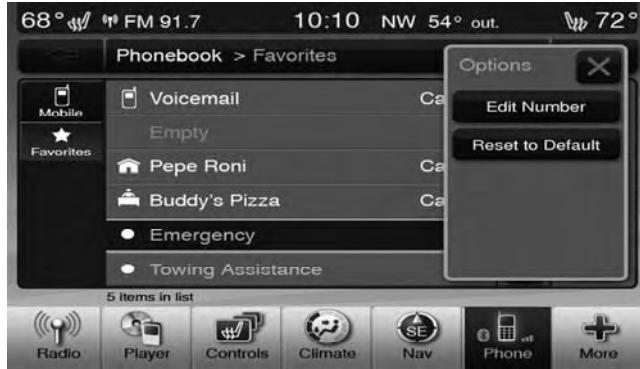 68° FM 91.7 10:10 NW 54° out. 72°
Phonebook > Favorites
Options
Mobile
Voicemail Ca
Edit Number
Empty
Favorites
Reset to Default
Pepe Roni Ca
Buddy's Pizza Ca
Emergency
Towing Assistance
5 items in list
SE
Radio Player Controls Climate Nav Phone More